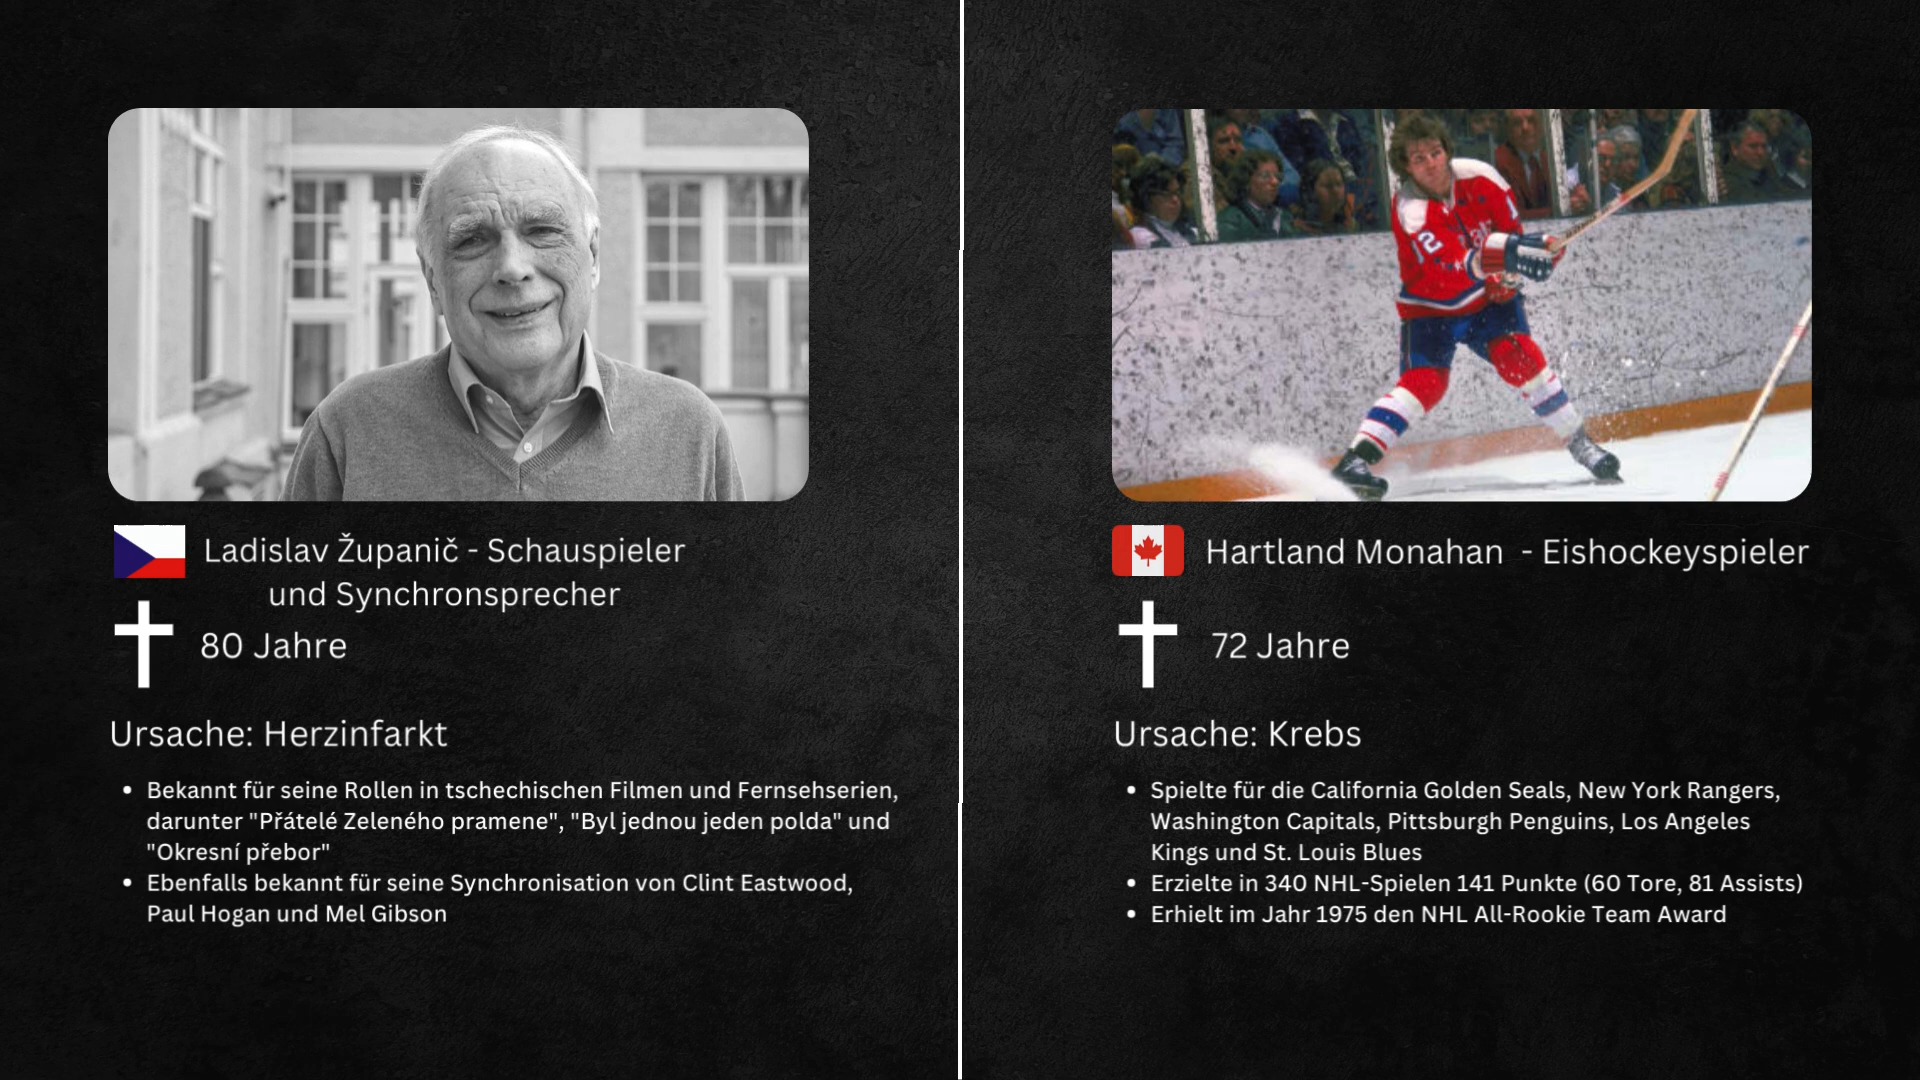 Ladislav Županič - Schauspieler
und Synchronsprecher
80 Jahre
Ursache: Herzinfarkt
• Bekannt für seine Rollen in tschechischen Filmen und Fernsehserien,
darunter "Přátelé Zeleného pramene", "Byl jednou jeden polda" und
"Okresní přebor"
• Ebenfalls bekannt für seine Synchronisation von Clint Eastwood,
Paul Hogan und Mel Gibson
12
Hartland Monahan - Eishockeyspieler
72 Jahre
Ursache: Krebs
• Spielte für die California Golden Seals, New York Rangers,
Washington Capitals, Pittsburgh Penguins, Los Angeles
Kings und St. Louis Blues
• Erzielte in 340 NHL-Spielen 141 Punkte (60 Tore, 81 Assists)
• Erhielt im Jahr 1975 den NHL All-Rookie Team Award